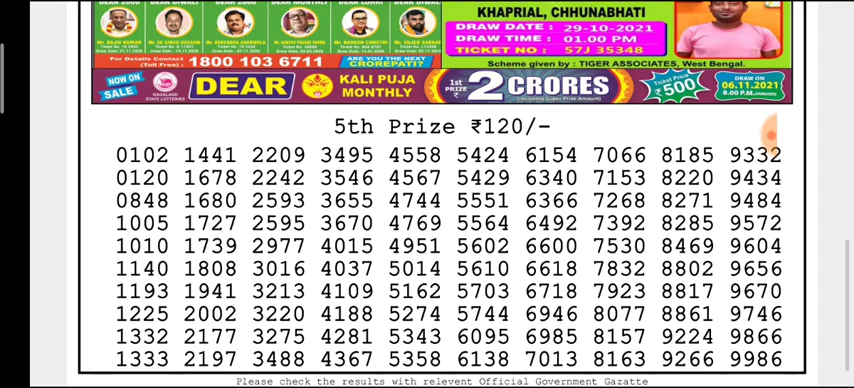 KHAPRIAL, CHHUNABHATI
DRAW DATE : 29-10-2021
DRAW TIME : 01.00 PM
TICKET NO : 57J 35348
For Details Contact
(Toll Free) 1800 103 6711
ARE YOU THE NEXT
CROREPATI?
Scheme given by : TIGER ASSOCIATES, West Bengal.
NOW ON
SALE
NAGALAND
STATE LOTTERIES
DEAR
KALI PUJA
MONTHLY
1st
PRIZE
₹
2 CRORES
(Including Super Prize Amount)
Ticket Price
₹500
DRAW ON
06.11.2021
8.00 P.M. ONWARDS
5th Prize ₹120/-
0102 1441 2209 3495 4558 5424 6154 7066 8185 9332
0120 1678 2242 3546 4567 5429 6340 7153 8220 9434
0848 1680 2593 3655 4744 5551 6366 7268 8271 9484
1005 1727 2595 3670 4769 5564 6492 7392 8285 9572
1010 1739 2977 4015 4951 5602 6600 7530 8469 9604
1140 1808 3016 4037 5014 5610 6618 7832 8802 9656
1193 1941 3213 4109 5162 5703 6718 7923 8817 9670
1225 2002 3220 4188 5274 5744 6946 8077 8861 9746
1332 2177 3275 4281 5343 6095 6985 8157 9224 9866
1333 2197 3488 4367 5358 6138 7013 8163 9266 9986
Please check the results with relevent Official Government Gazatte